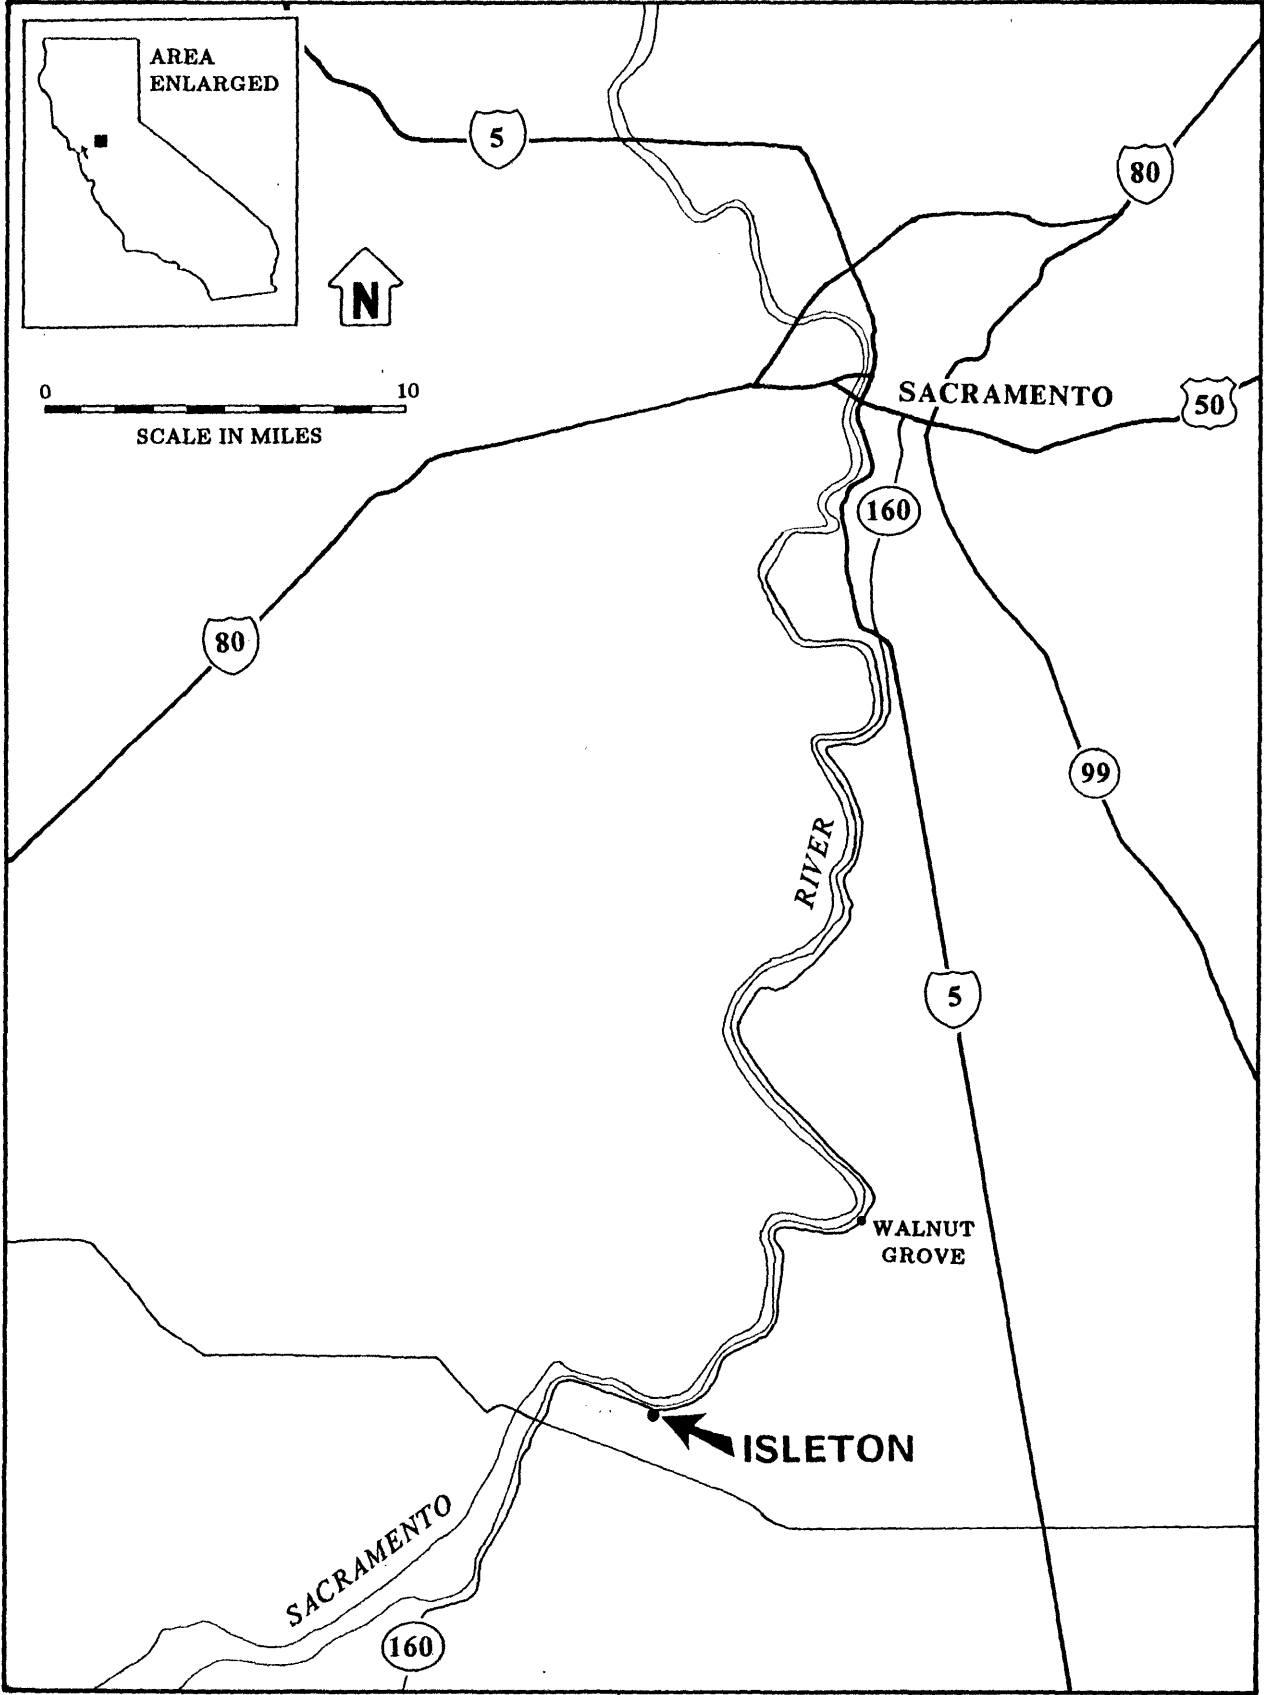 AREA
ENLARGED
5
80
N
0 10
SCALE IN MILES
SACRAMENTO
50
160
80
99
RIVER
5
WALNUT
GROVE
ISLETON
SACRAMENTO
160